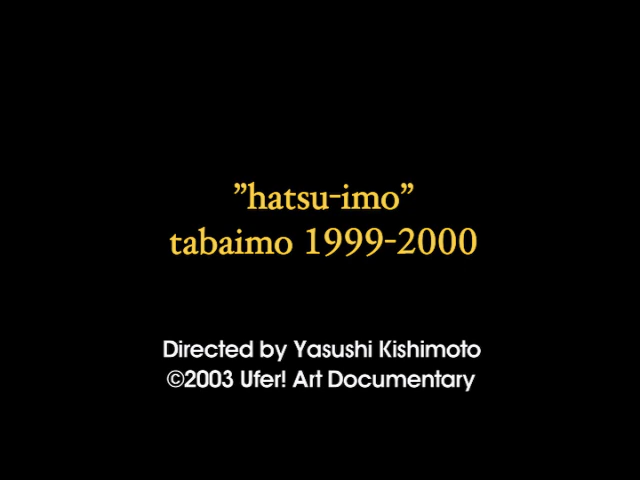 ”hatsu-imo”
tabaimo 1999-2000
Directed by Yasushi Kishimoto
©2003 Ufer! Art Documentary